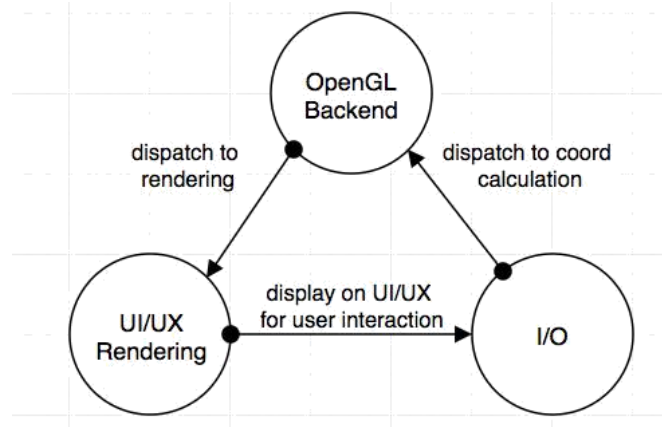 OpenGL
Backend
dispatch to
rendering
dispatch to coord
calculation
UI/UX
Rendering
display on UI/UX
for user interaction
I/O